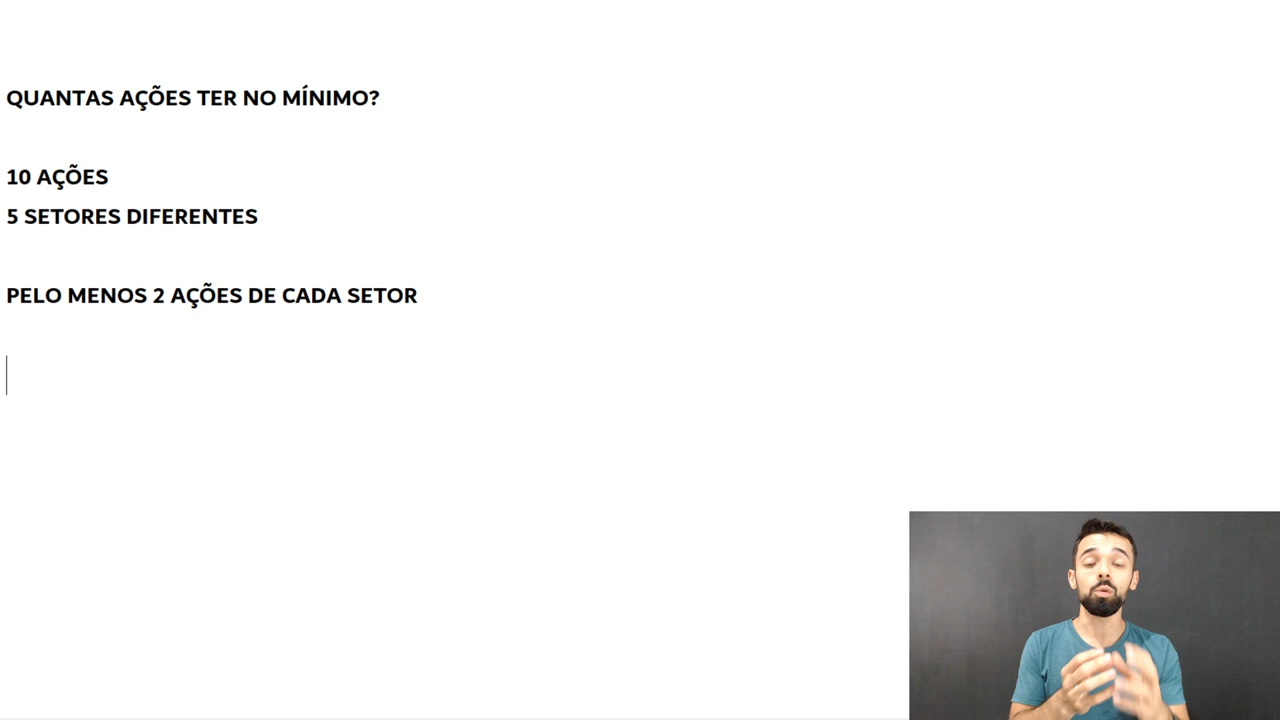 QUANTAS AÇÕES TER NO MÍNIMO?
10 AÇÕES
5 SETORES DIFERENTES
PELO MENOS 2 AÇÕES DE CADA SETOR